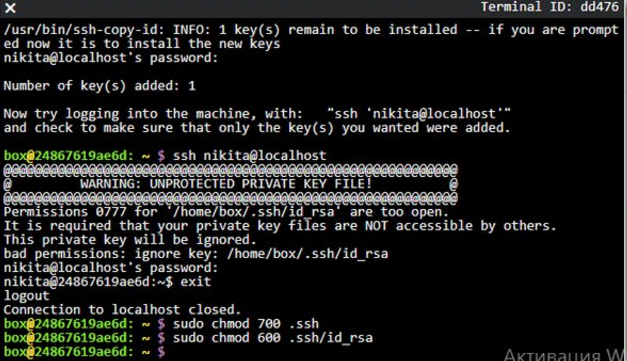 Terminal ID: dd476
/usr/bin/ssh-copy-id: INFO: 1 key(s) remain to be installed -- if you are prompt
ed now it is to install the new keys
nikita@localhost's password:
Number of key(s) added: 1
Now try logging into the machine, with:   "ssh 'nikita@localhost'"
and check to make sure that only the key(s) you wanted were added.
box@24867619ae6d: ~ $ ssh nikita@localhost
@@@@@@@@@@@@@@@@@@@@@@@@@@@@@@@@@@@@@@@@@@@@@@@@@@@@@@@@@@@
@         WARNING: UNPROTECTED PRIVATE KEY FILE!          @
@@@@@@@@@@@@@@@@@@@@@@@@@@@@@@@@@@@@@@@@@@@@@@@@@@@@@@@@@@@
Permissions 0777 for '/home/box/.ssh/id_rsa' are too open.
It is required that your private key files are NOT accessible by others.
This private key will be ignored.
bad permissions: ignore key: /home/box/.ssh/id_rsa
nikita@localhost's password:
nikita@24867619ae6d:~$ exit
logout
Connection to localhost closed.
box@24867619ae6d: ~ $ sudo chmod 700 .ssh
box@24867619ae6d: ~ $ sudo chmod 600 .ssh/id_rsa
box@24867619ae6d: ~ $
Активация W